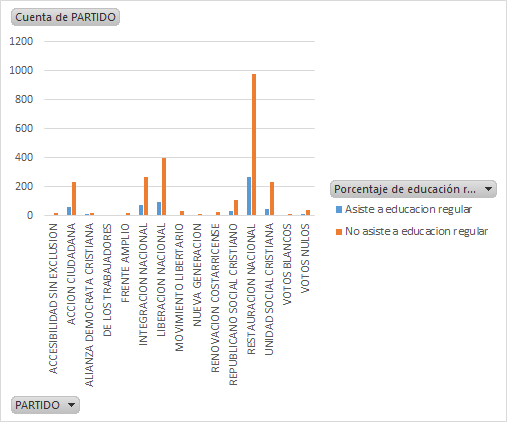 Cuenta de PARTIDO
1200
1000
800
600
400
200
0
ACCESIBILIDAD SIN EXCLUSION
ACCION CIUDADANA
ALIANZA DEMOCRATA CRISTIANA
DE LOS TRABAJADORES
FRENTE AMPLIO
INTEGRACION NACIONAL
LIBERACION NACIONAL
MOVIMIENTO LIBERTARIO
NUEVA GENERACION
RENOVACION COSTARRICENSE
REPUBLICANO SOCIAL CRISTIANO
RESTAURACION NACIONAL
UNIDAD SOCIAL CRISTIANA
VOTOS BLANCOS
VOTOS NULOS
Porcentaje de educación r...
Asiste a educacion regular
No asiste a educacion regular
PARTIDO